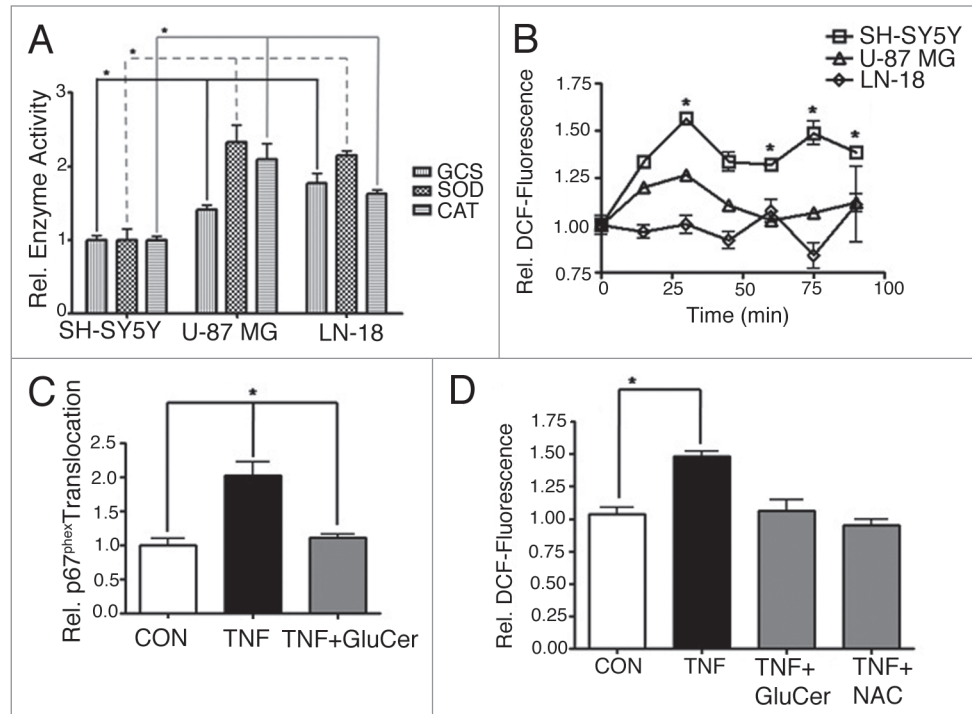 A
*
*
*
Rel. Enzyme Activity
3
2
1
0
SH-SY5Y U-87 MG LN-18
GCS
SOD
CAT
B
SH-SY5Y
U-87 MG
LN-18
Rel. DCF-Fluorescence
1.75
1.50
1.25
1.00
0.75
* * * *
0 25 50 75 100
Time (min)
C
*
Rel. p67phexTranslocation
2.5
2.0
1.5
1.0
0.5
0.0
CON TNF TNF+GluCer
D
*
Rel. DCF-Fluorescence
1.75
1.50
1.25
1.00
0.75
0.50
0.25
0.00
CON TNF TNF+ TNF+
GluCer NAC